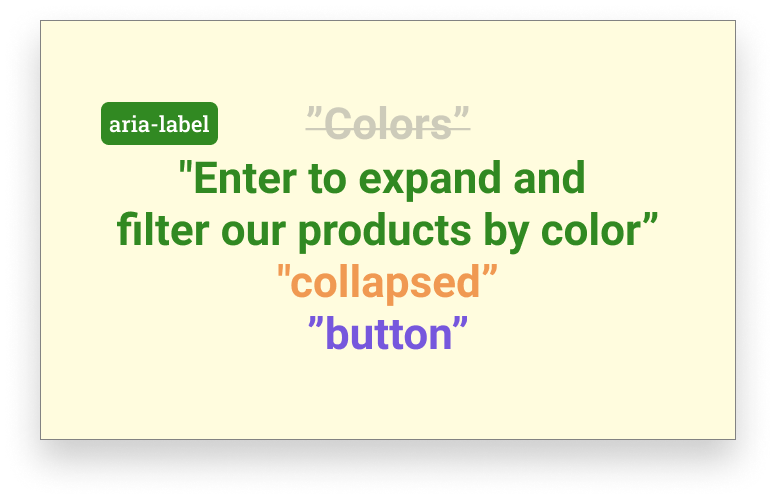 aria-label
”Colors”
"Enter to expand and
filter our products by color”
"collapsed”
”button”